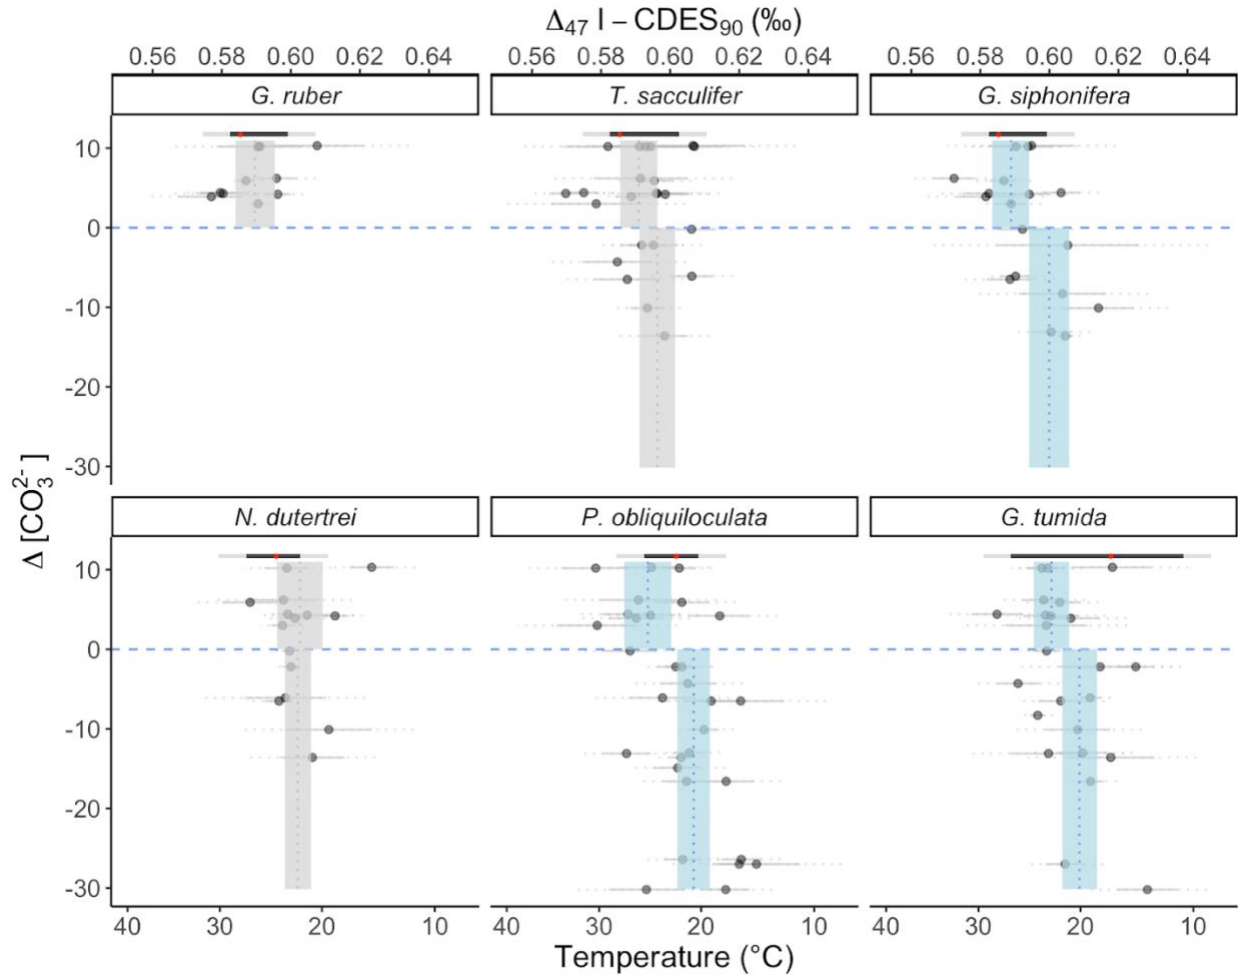 Δ47 I – CDES90 (‰)
0.56 0.58 0.60 0.62 0.64 0.56 0.58 0.60 0.62 0.64 0.56 0.58 0.60 0.62 0.64
G. ruber T. sacculifer G. siphonifera
10
0
-10
-20
-30
Δ [CO3 2-]
N. dutertrei P. obliquiloculata G. tumida
10
0
-10
-20
-30
40 30 20 10 40 30 20 10 40 30 20 10
Temperature (°C)